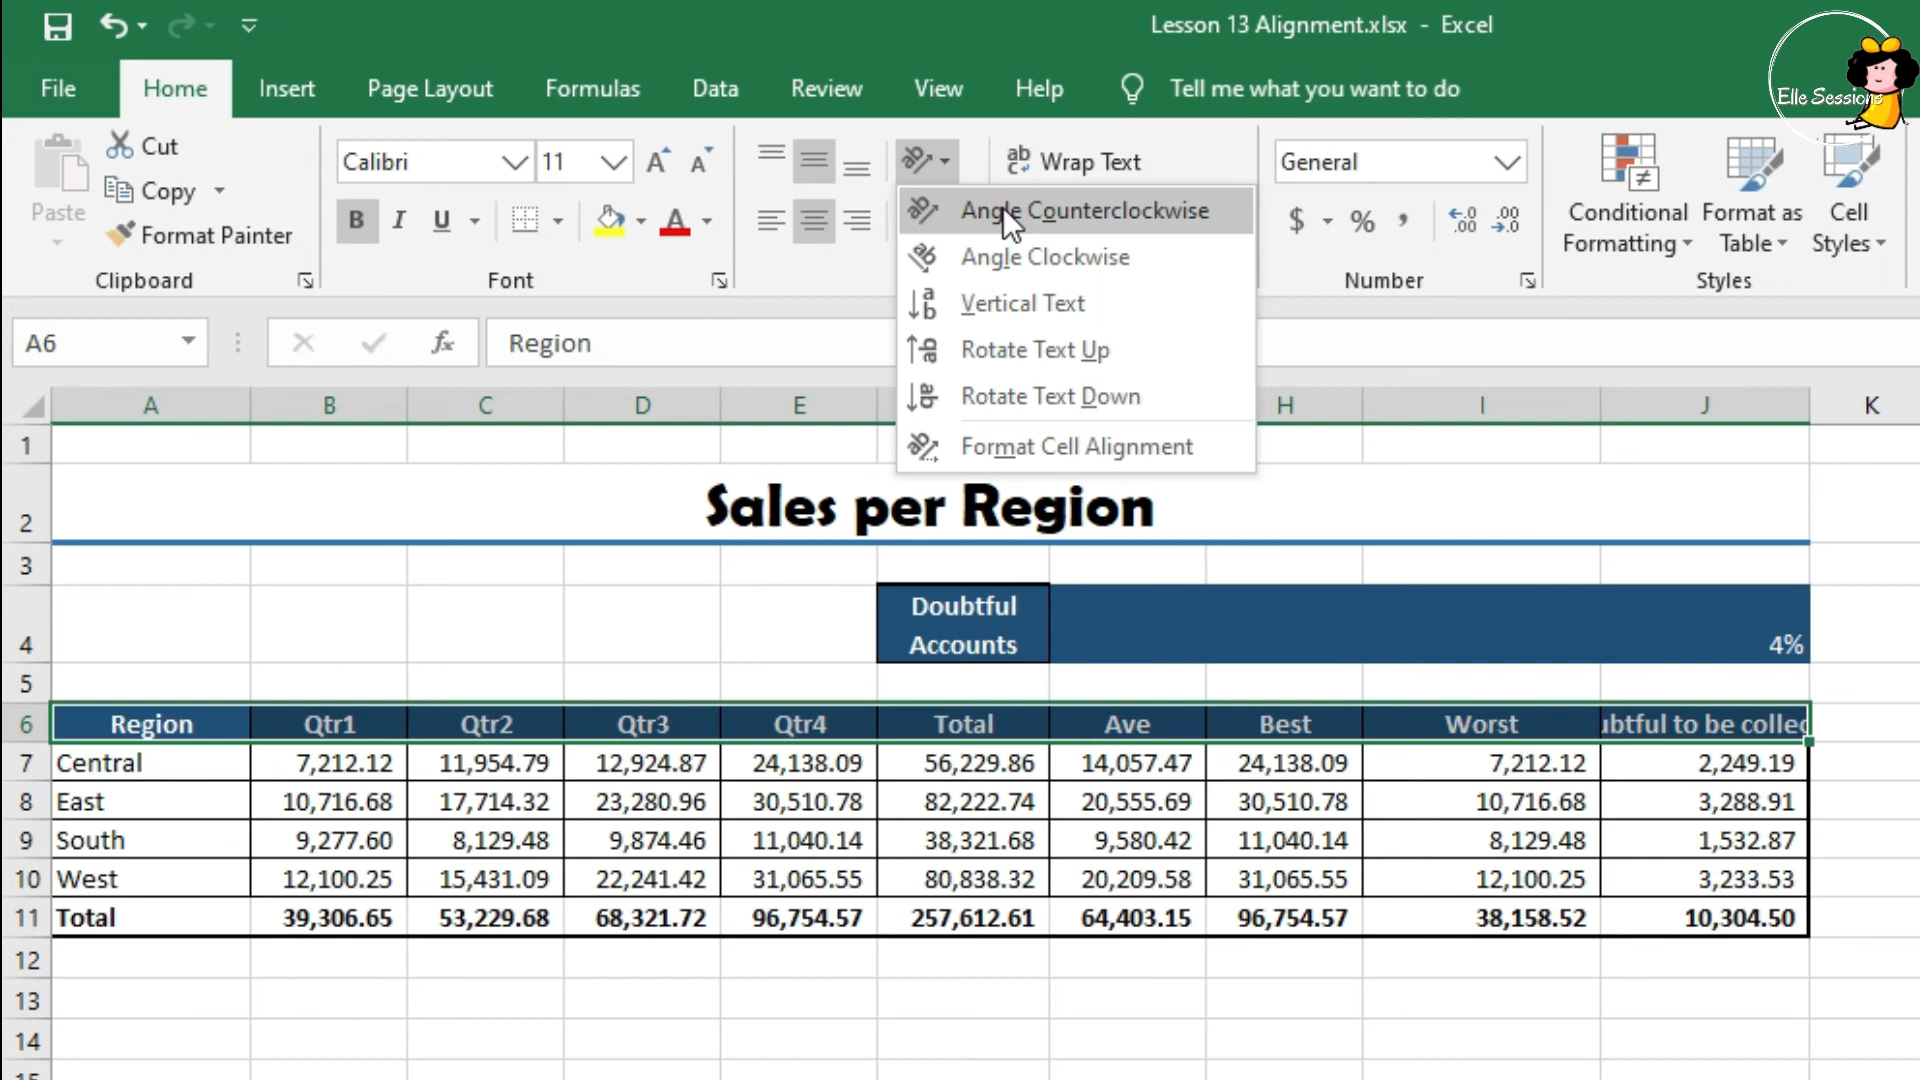 Lesson 13 Alignment.xlsx - Excel
Elle Sessions
File Home Insert Page Layout Formulas Data Review View Help Tell me what you want to do
Paste
Cut
Copy
Format Painter
Clipboard
Calibri 11
B I U
Font
Wrap Text
Angle Counterclockwise
Angle Clockwise
Vertical Text
Rotate Text Up
Rotate Text Down
Format Cell Alignment
General
$ % ,
Number
Conditional
Formatting
Format as
Table
Cell
Styles
Styles
A6 fx Region
A B C D E H I J K
1
Sales per Region
2
3
Doubtful
Accounts
4 4%
5
6 Region Qtr1 Qtr2 Qtr3 Qtr4 Total Ave Best Worst ubtful to be collec
7 Central 7,212.12 11,954.79 12,924.87 24,138.09 56,229.86 14,057.47 24,138.09 7,212.12 2,249.19
8 East 10,716.68 17,714.32 23,280.96 30,510.78 82,222.74 20,555.69 30,510.78 10,716.68 3,288.91
9 South 9,277.60 8,129.48 9,874.46 11,040.14 38,321.68 9,580.42 11,040.14 8,129.48 1,532.87
10 West 12,100.25 15,431.09 22,241.42 31,065.55 80,838.32 20,209.58 31,065.55 12,100.25 3,233.53
11 Total 39,306.65 53,229.68 68,321.72 96,754.57 257,612.61 64,403.15 96,754.57 38,158.52 10,304.50
12
13
14
15